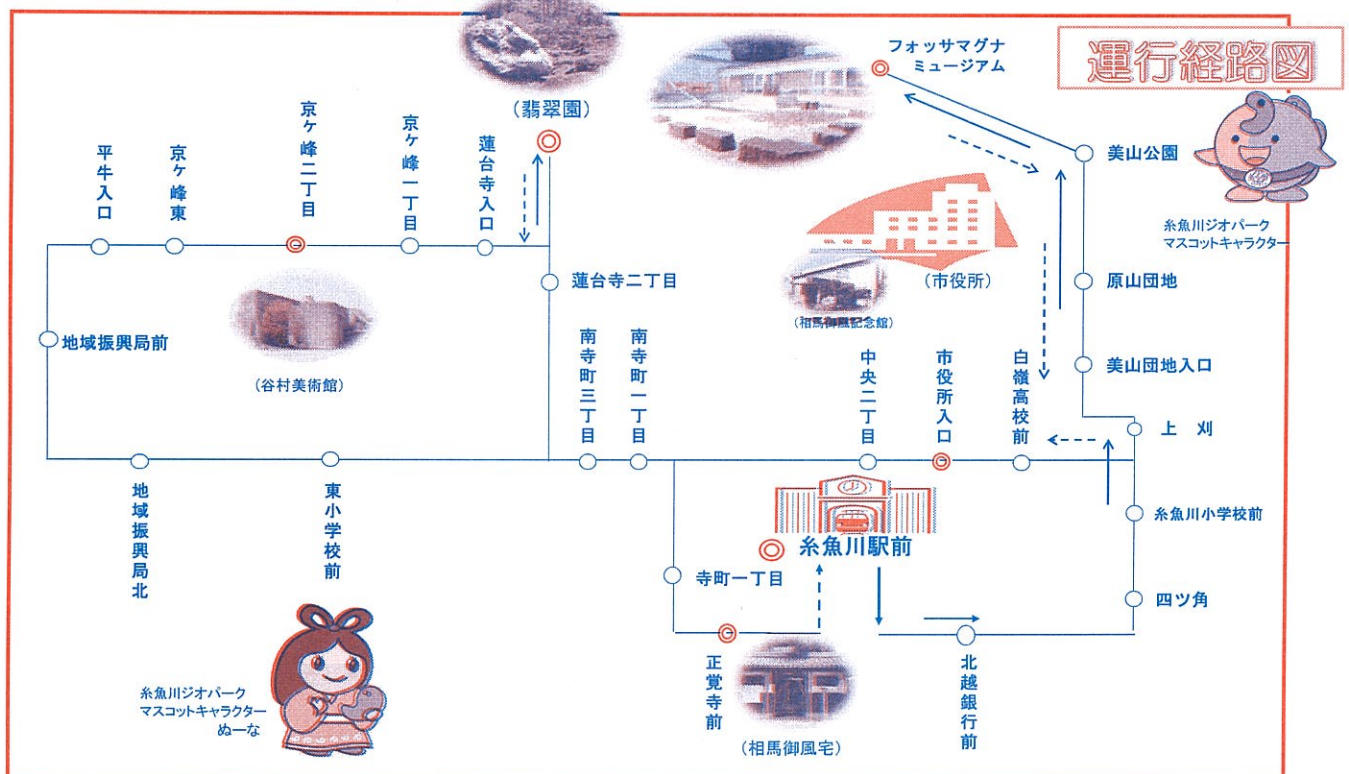 運行経路図
フォッサマグナ
ミュージアム
(翡翠園)
平牛入口
京ヶ峰東
京ヶ峰二丁目
京ヶ峰一丁目
蓮台寺入口
美山公園
糸魚川ジオパーク
マスコットキャラクター
(市役所)
(相馬御風記念館)
蓮台寺二丁目
原山団地
地域振興局前
(谷村美術館)
南寺町三丁目
南寺町一丁目
中央二丁目
市役所入口
白嶺高校前
美山団地入口
上 刈
地域振興局北
東小学校前
糸魚川小学校前
糸魚川駅前
寺町一丁目
四ツ角
正覚寺前
(相馬御風宅)
北越銀行前
糸魚川ジオパーク
マスコットキャラクター
ぬーな